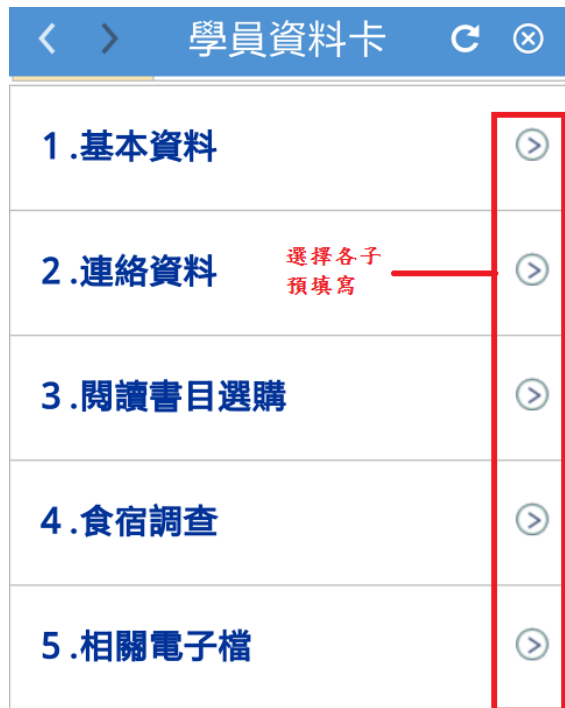 學員資料卡
1.基本資料
2.連絡資料
選擇各子
預填寫
3.閱讀書目選購
4.食宿調查
5.相關電子檔